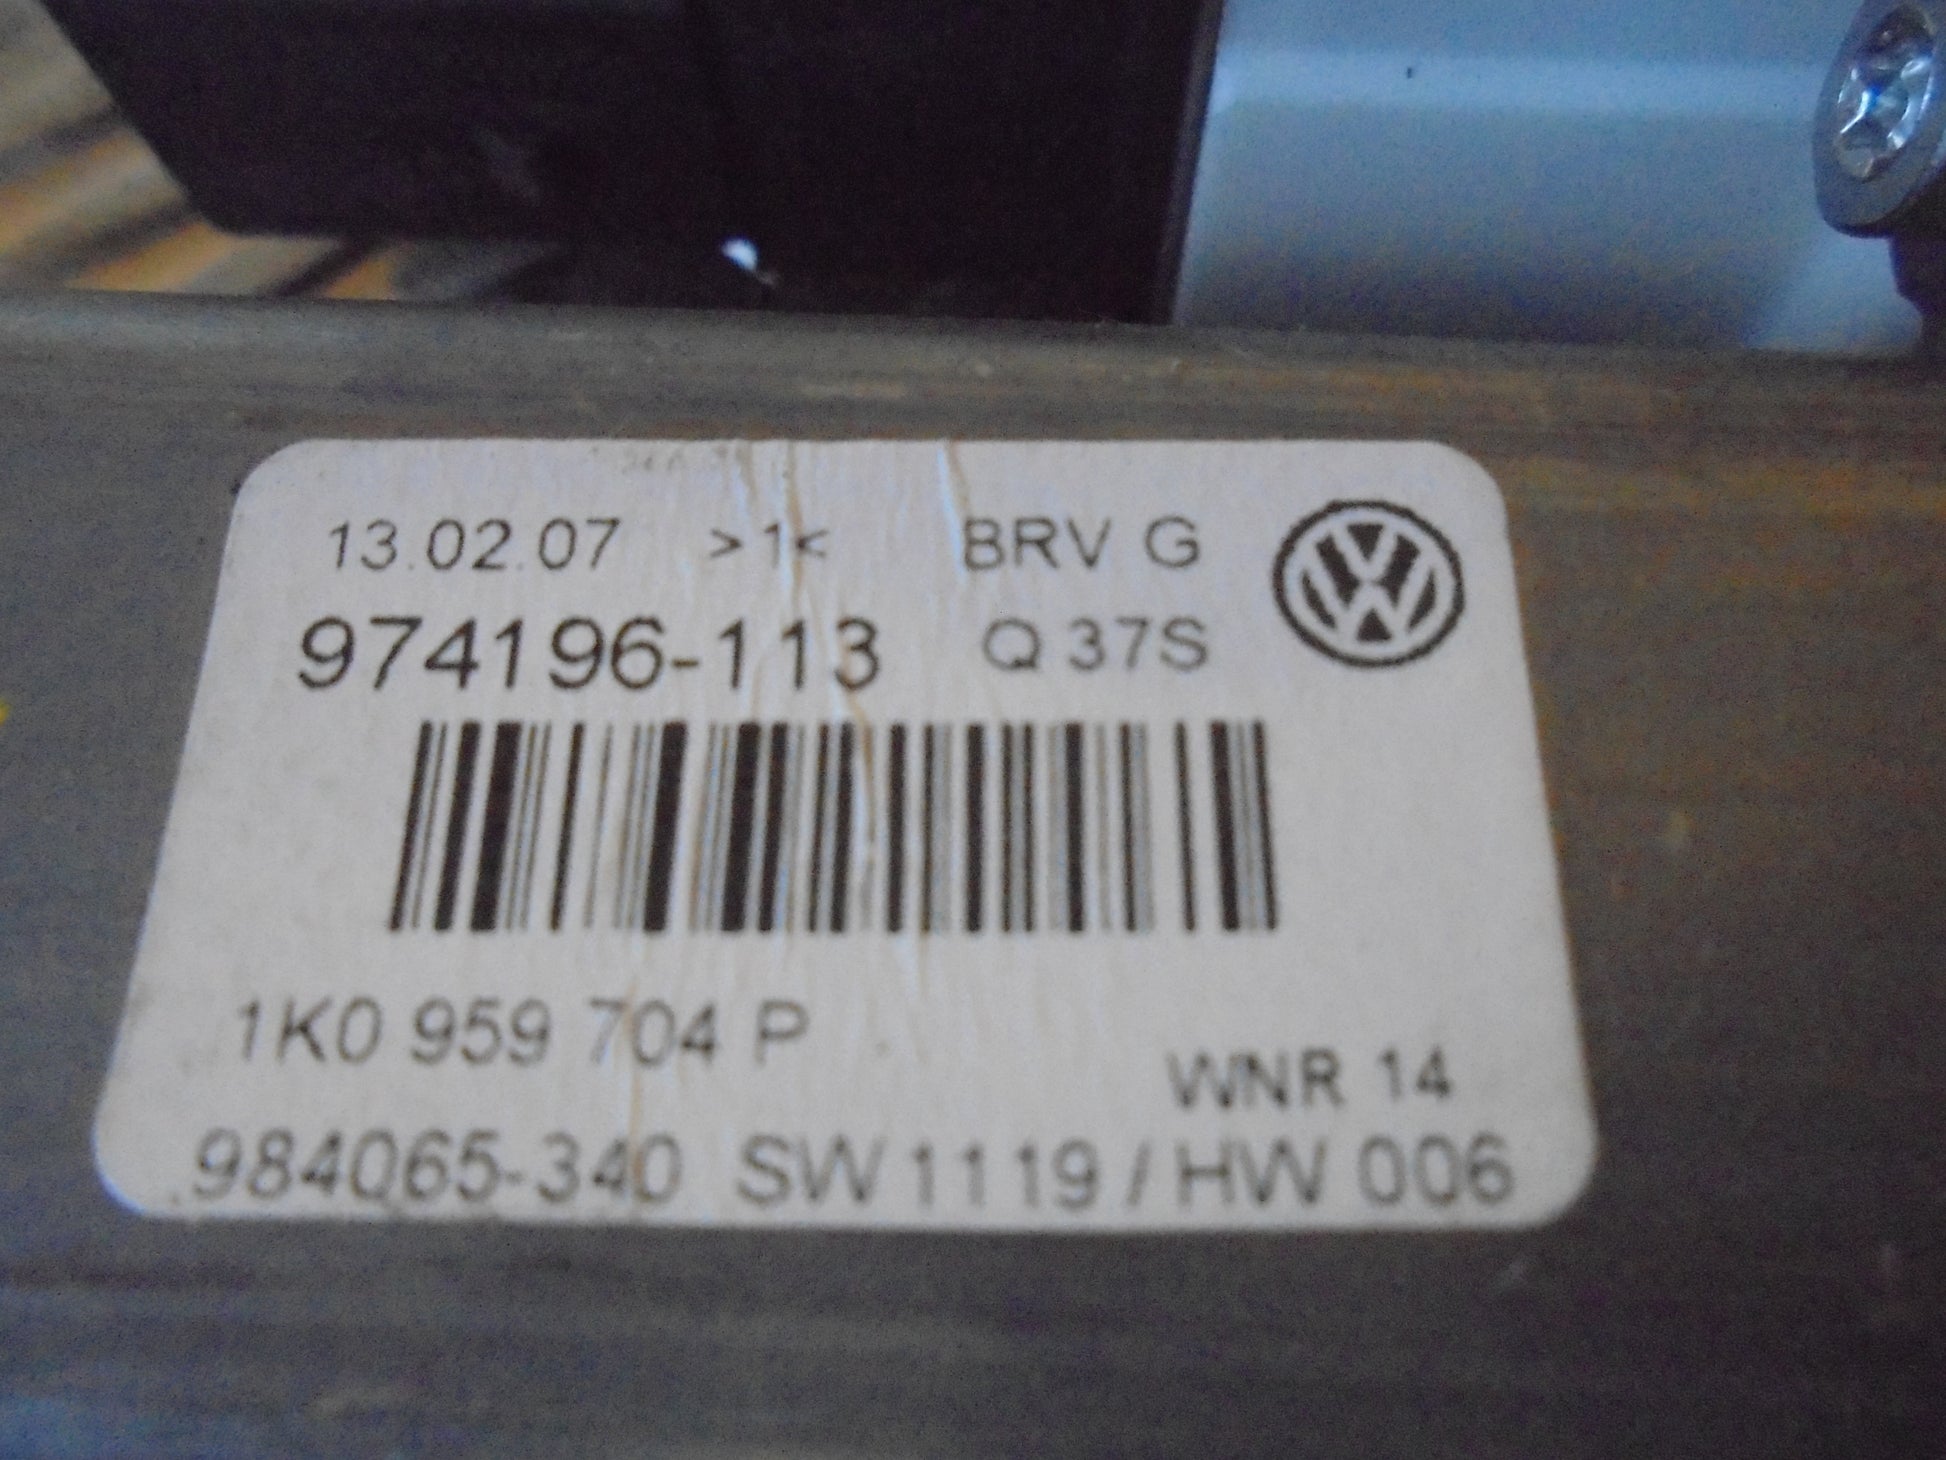 13.02.07 >1< BRV G
974196-113 Q 37S
1K0 959 704 P
WNR 14
984065-340 SW 1119 / HW 006